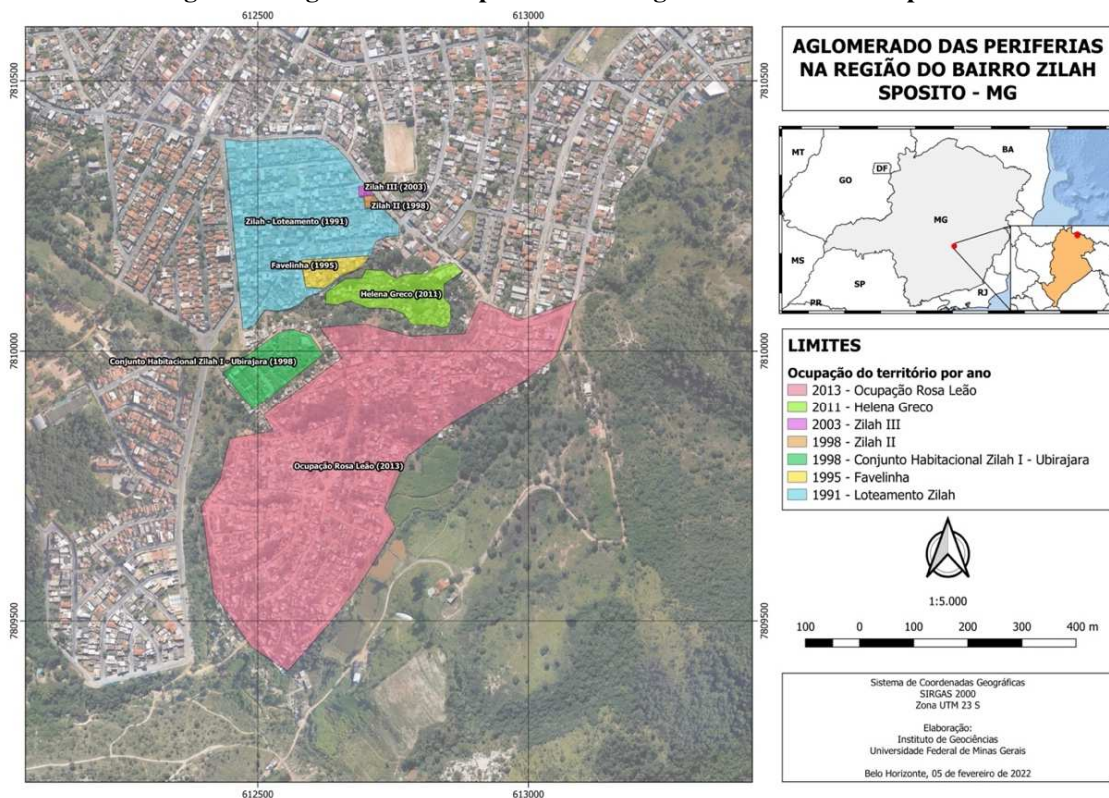 612500
613000
7810500
7810500
7810000
7810000
7809500
7809500
612500
613000
Zilah III (2003)
Zilah II (1998)
Zilah - Loteamento (1991)
Favelinha (1995)
Helena Greco (2011)
Conjunto Habitacional Zilah I - Ubirajara (1998)
Ocupação Rosa Leão (2013)
AGLOMERADO DAS PERIFERIAS
NA REGIÃO DO BAIRRO ZILAH
SPOSITO - MG
MT
DF
BA
GO
MG
MS
SP
RJ
PR
LIMITES
Ocupação do território por ano
2013 - Ocupação Rosa Leão
2011 - Helena Greco
2003 - Zilah III
1998 - Zilah II
1998 - Conjunto Habitacional Zilah I - Ubirajara
1995 - Favelinha
1991 - Loteamento Zilah
1:5.000
100 0 100 200 300 400 m
Sistema de Coordenadas Geográficas
SIRGAS 2000
Zona UTM 23 S
Elaboração:
Instituto de Geociências
Universidade Federal de Minas Gerais
Belo Horizonte, 05 de fevereiro de 2022